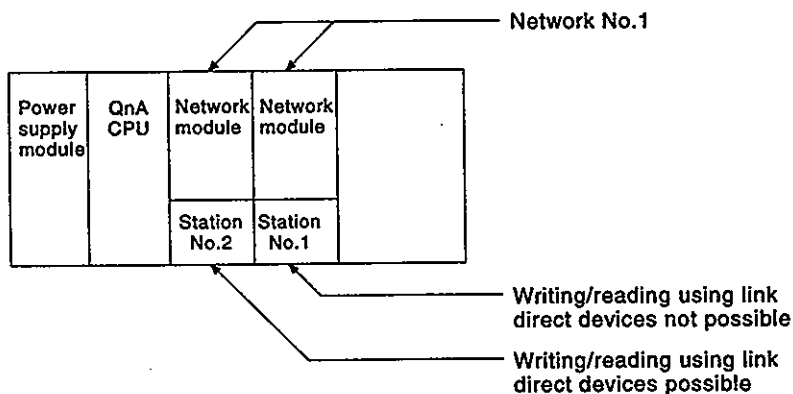 Network No.1
Power
supply
module
QnA
CPU
Network
module
Network
module
Station
No.2
Station
No.1
Writing/reading using link
direct devices not possible
Writing/reading using link
direct devices possible